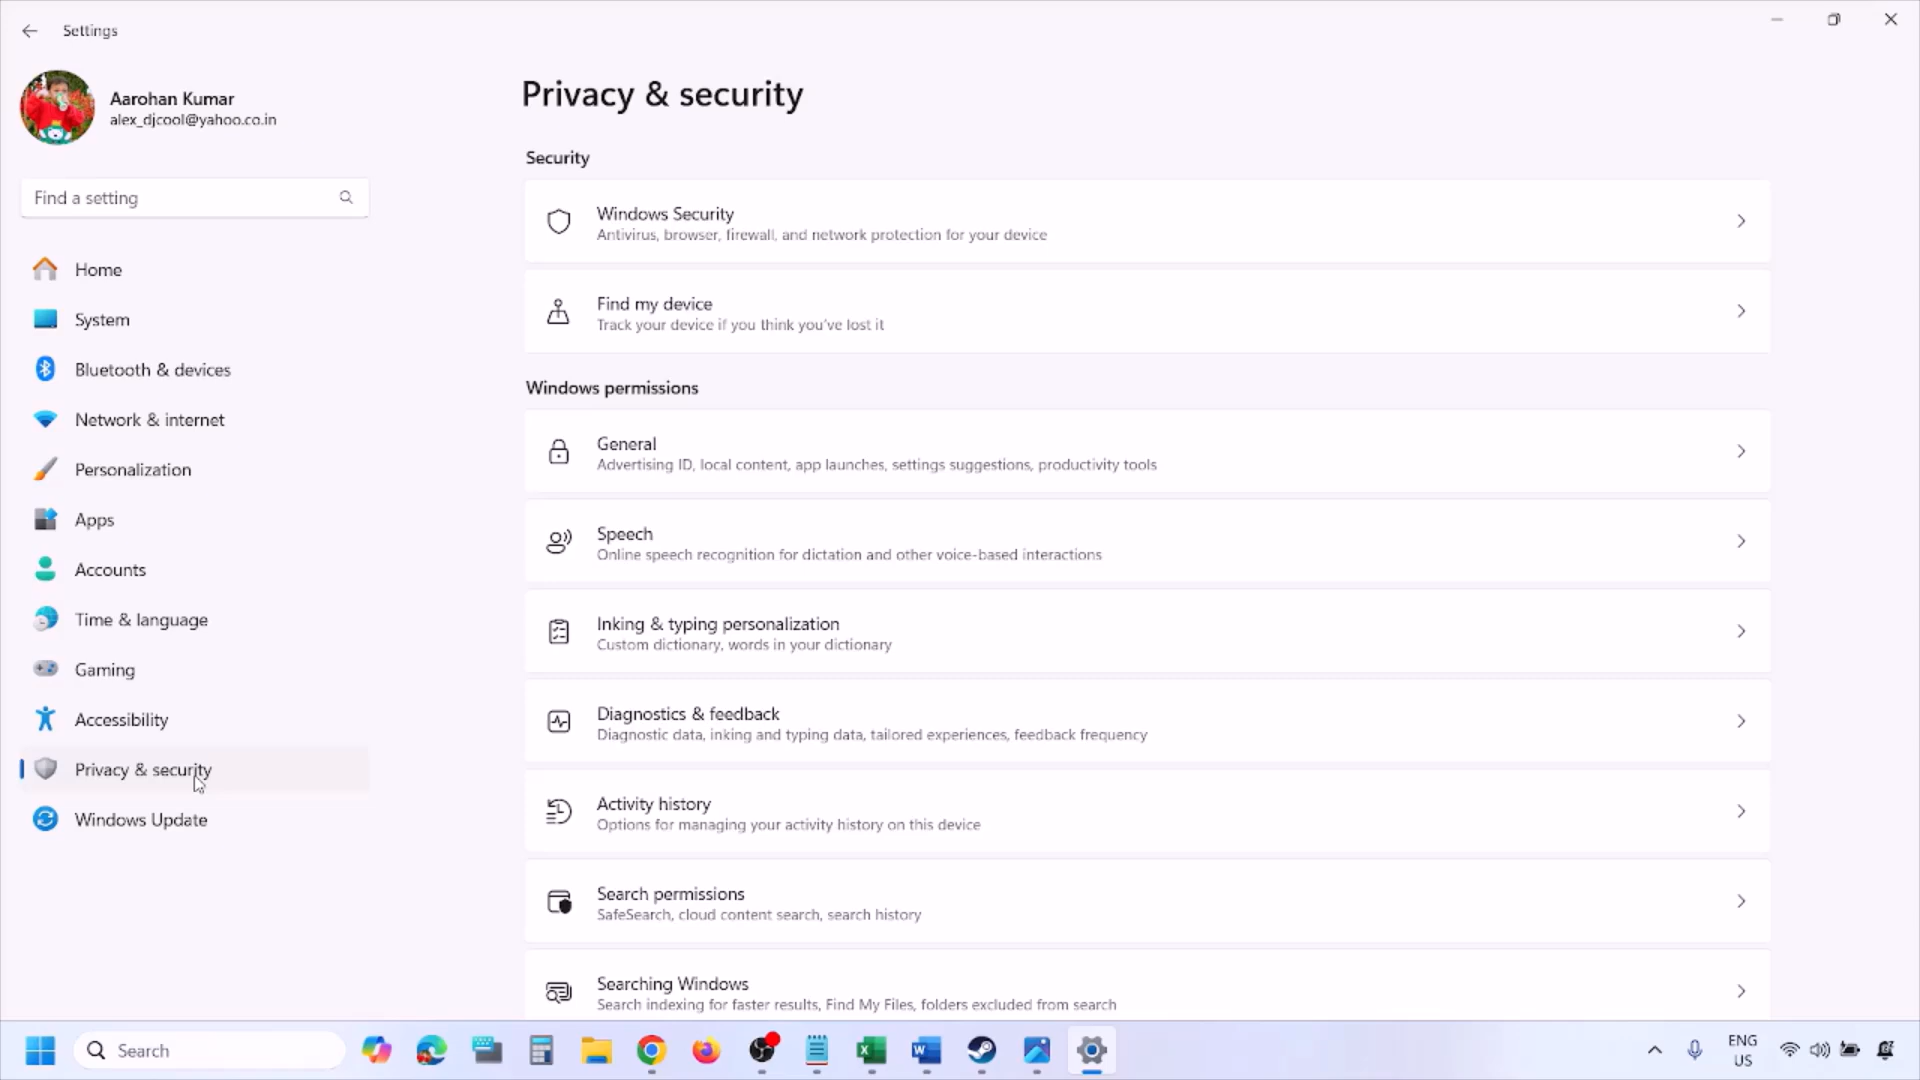 Settings
Aarohan Kumar
alex_djcool@yahoo.co.in
Find a setting
Home
System
Bluetooth & devices
Network & internet
Personalization
Apps
Accounts
Time & language
Gaming
Accessibility
Privacy & security
Windows Update
Privacy & security
Security
Windows Security
Antivirus, browser, firewall, and network protection for your device
Find my device
Track your device if you think you've lost it
Windows permissions
General
Advertising ID, local content, app launches, settings suggestions, productivity tools
Speech
Online speech recognition for dictation and other voice-based interactions
Inking & typing personalization
Custom dictionary, words in your dictionary
Diagnostics & feedback
Diagnostic data, inking and typing data, tailored experiences, feedback frequency
Activity history
Options for managing your activity history on this device
Search permissions
SafeSearch, cloud content search, search history
Searching Windows
Search indexing for faster results, Find My Files, folders excluded from search
Search
ENG
US